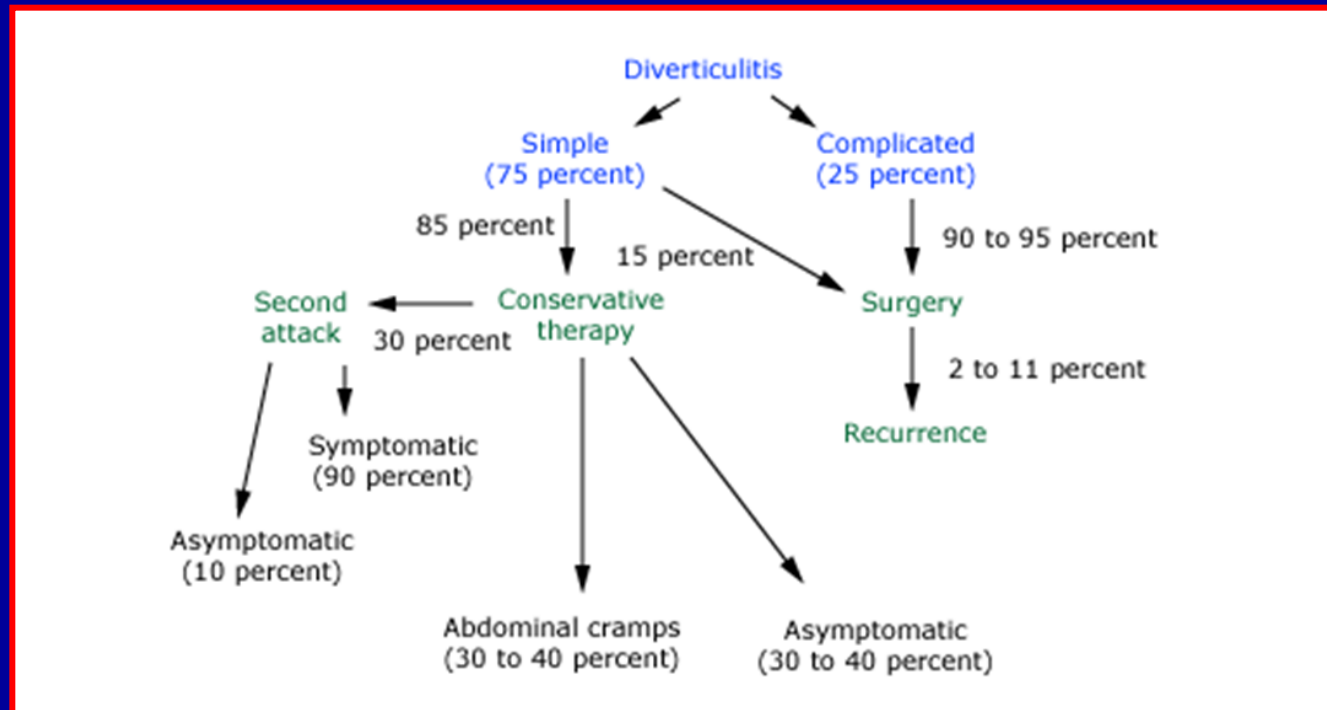 Diverticulitis
Simple
(75 percent)
Complicated
(25 percent)
85 percent
15 percent
90 to 95 percent
Second
attack
30 percent
Conservative
therapy
Surgery
2 to 11 percent
Recurrence
Symptomatic
(90 percent)
Asymptomatic
(10 percent)
Abdominal cramps
(30 to 40 percent)
Asymptomatic
(30 to 40 percent)